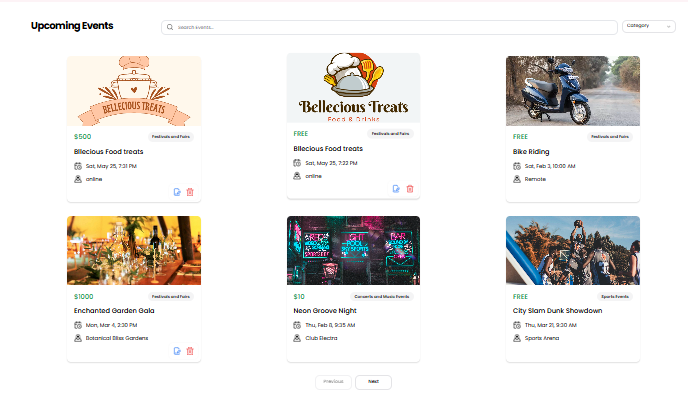 Upcoming Events
Search Events...
Category
BELLECIOUS TREATS
$500
Festivals and Fairs
Bllecious Food treats
Sat, May 25, 7:31 PM
online
Bellecious Treats
Food & Drinks
FREE
Festivals and Fairs
Bllecious Food treats
Sat, May 25, 7:22 PM
online
FREE
Festivals and Fairs
Bike Riding
Sat, Feb 3, 10:00 AM
Remote
$1000
Festivals and Fairs
Enchanted Garden Gala
Mon, Mar 4, 2:30 PM
Botanical Bliss Gardens
$10
Concerts and Music Events
Neon Groove Night
Thu, Feb 8, 9:35 AM
Club Electra
FREE
Sports Events
City Slam Dunk Showdown
Thu, Mar 21, 9:30 AM
Sports Arena
Previous
Next